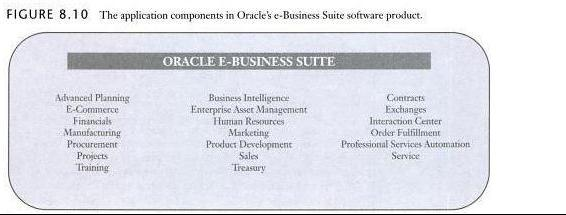 FIGURE 8.10 The application components in Oracle's e-Business Suite software product.
ORACLE E-BUSINESS SUITE
Advanced Planning
E-Commerce
Financials
Manufacturing
Procurement
Projects
Training
Business Intelligence
Enterprise Asset Management
Human Resources
Marketing
Product Development
Sales
Treasury
Contracts
Exchanges
Interaction Center
Order Fulfillment
Professional Services Automation
Service